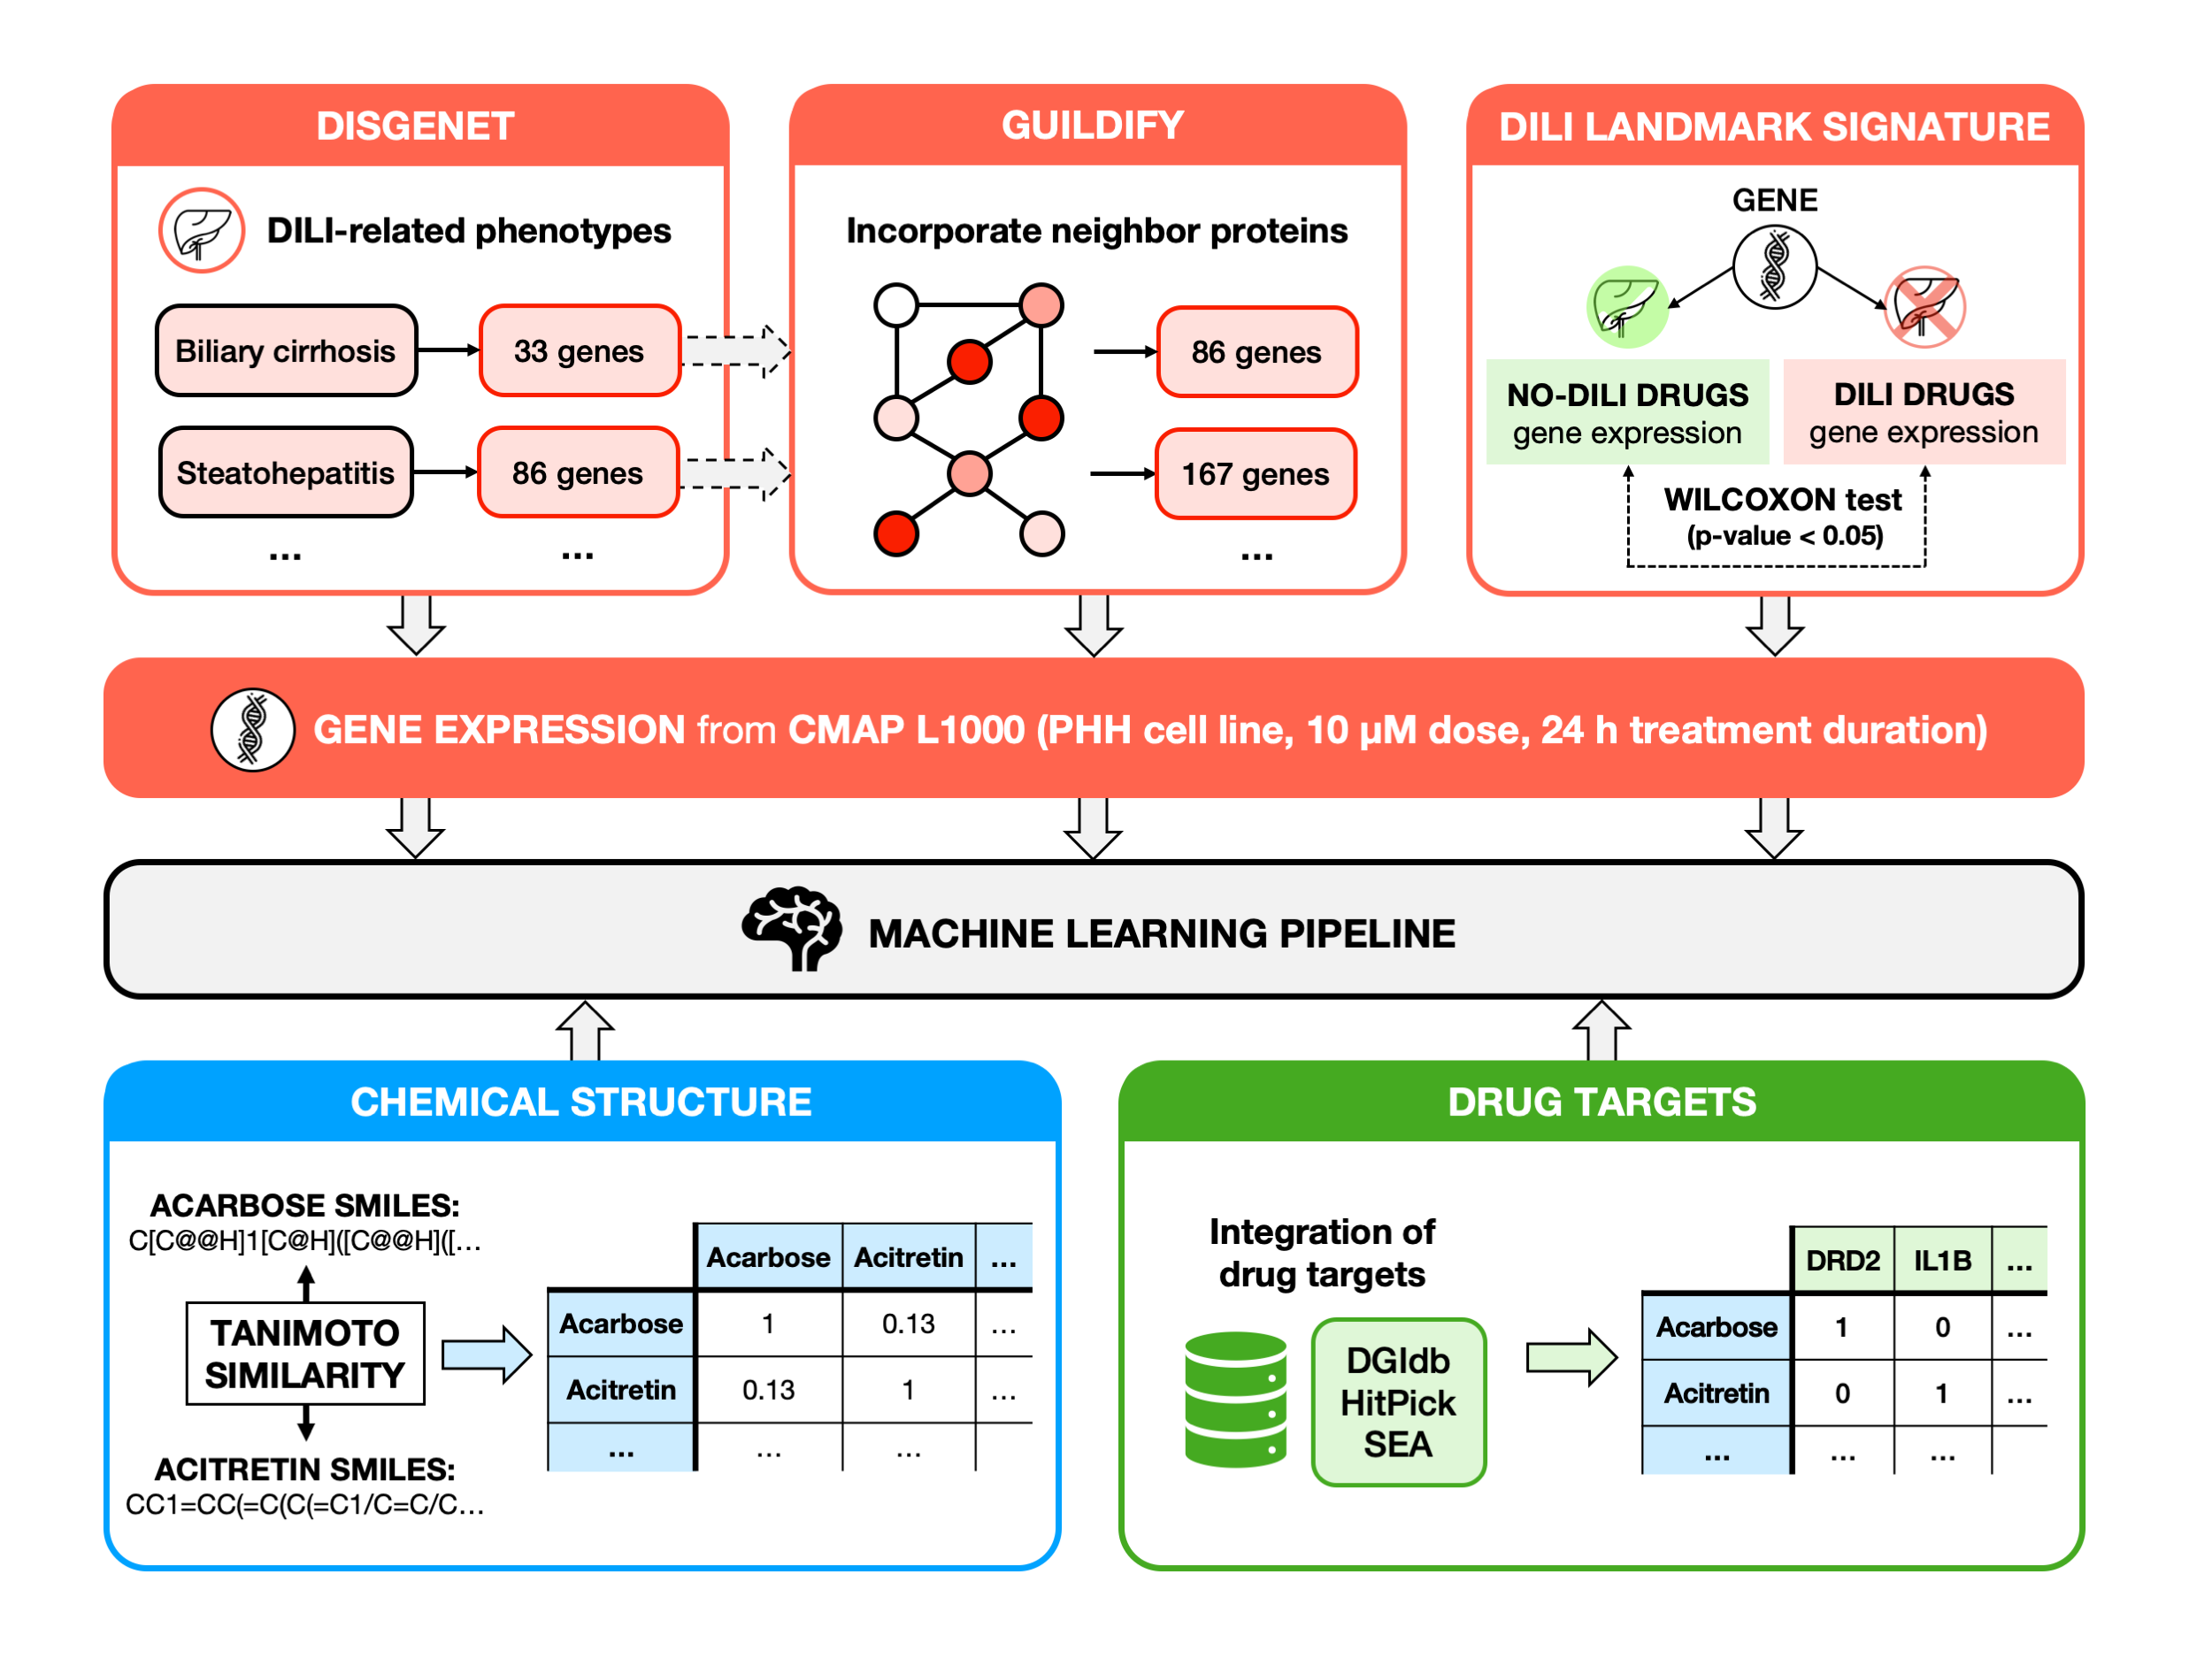 DISGENET
DILI-related phenotypes
Biliary cirrhosis
33 genes
Steatohepatitis
86 genes
...
...
GUILDIFY
Incorporate neighbor proteins
86 genes
167 genes
...
DILI LANDMARK SIGNATURE
GENE
NO-DILI DRUGS
gene expression
DILI DRUGS
gene expression
WILCOXON test
(p-value < 0.05)
GENE EXPRESSION from CMAP L1000 (PHH cell line, 10 µM dose, 24 h treatment duration)
MACHINE LEARNING PIPELINE
CHEMICAL STRUCTURE
ACARBOSE SMILES:
C[C@@H]1[C@H]([C@@H]([...
TANIMOTO
SIMILARITY
ACITRETIN SMILES:
CC1=CC(=C(C(=C1/C=C/C...
Acarbose Acitretin ...
Acarbose 1 0.13 ...
Acitretin 0.13 1 ...
... ... ...
DRUG TARGETS
Integration of
drug targets
DGIdb
HitPick
SEA
DRD2 IL1B ...
Acarbose 1 0 ...
Acitretin 0 1 ...
... ... ...